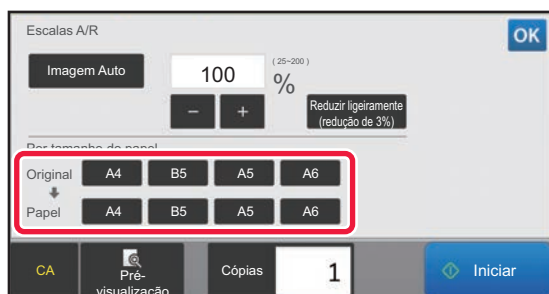 Escalas A/R
OK
Imagem Auto
100
(25~200)
%
−
+
Reduzir ligeiramente
(redução de 3%)
Por tamanho de papel
Original
A4
B5
A5
A6
Papel
A4
B5
A5
A6
CA
Pré-
visualização
Cópias
1
Iniciar